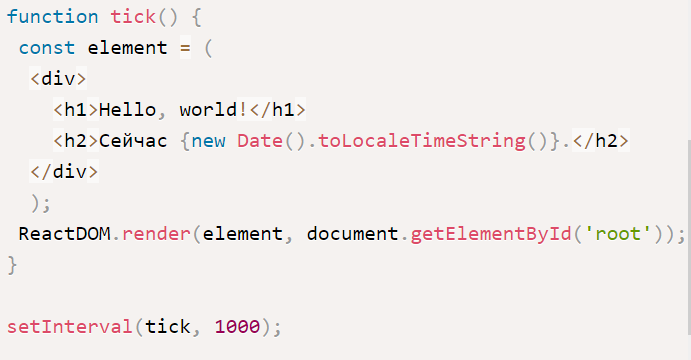 function tick() {
const element = (
<div>
<h1>Hello, world!</h1>
<h2>Сейчас {new Date().toLocaleTimeString()}.</h2>
</div>
);
ReactDOM.render(element, document.getElementById('root'));
}
setInterval(tick, 1000);